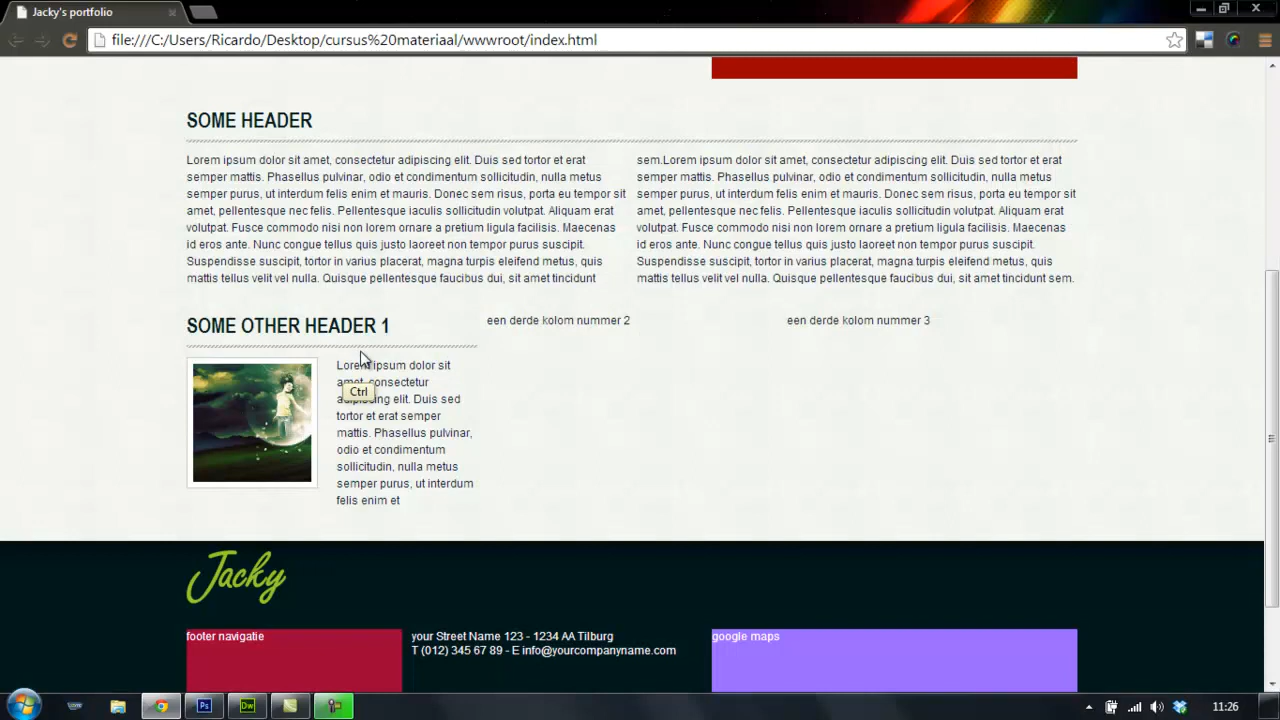 Jacky's portfolio
file:///C:/Users/Ricardo/Desktop/cursus%20materiaal/wwwroot/index.html
SOME HEADER
Lorem ipsum dolor sit amet, consectetur adipiscing elit. Duis sed tortor et erat
semper mattis. Phasellus pulvinar, odio et condimentum sollicitudin, nulla metus
semper purus, ut interdum felis enim et mauris. Donec sem risus, porta eu tempor sit
amet, pellentesque nec felis. Pellentesque iaculis sollicitudin volutpat. Aliquam erat
volutpat. Fusce commodo nisi non lorem ornare a pretium ligula facilisis. Maecenas
id eros ante. Nunc congue tellus quis justo laoreet non tempor purus suscipit.
Suspendisse suscipit, tortor in varius placerat, magna turpis eleifend metus, quis
mattis tellus velit vel nulla. Quisque pellentesque faucibus dui, sit amet tincidunt
sem.Lorem ipsum dolor sit amet, consectetur adipiscing elit. Duis sed tortor et erat
semper mattis. Phasellus pulvinar, odio et condimentum sollicitudin, nulla metus
semper purus, ut interdum felis enim et mauris. Donec sem risus, porta eu tempor sit
amet, pellentesque nec felis. Pellentesque iaculis sollicitudin volutpat. Aliquam erat
volutpat. Fusce commodo nisi non lorem ornare a pretium ligula facilisis. Maecenas
id eros ante. Nunc congue tellus quis justo laoreet non tempor purus suscipit.
Suspendisse suscipit, tortor in varius placerat, magna turpis eleifend metus, quis
mattis tellus velit vel nulla. Quisque pellentesque faucibus dui, sit amet tincidunt sem.
SOME OTHER HEADER 1
Lorem ipsum dolor sit
amet, consectetur
adipiscing elit. Duis sed
tortor et erat semper
mattis. Phasellus pulvinar,
odio et condimentum
sollicitudin, nulla metus
semper purus, ut interdum
felis enim et
Ctrl
een derde kolom nummer 2
een derde kolom nummer 3
Jacky
footer navigatie
your Street Name 123 - 1234 AA Tilburg
T (012) 345 67 89 - E info@yourcompanyname.com
google maps
Ps
Dw
11:26